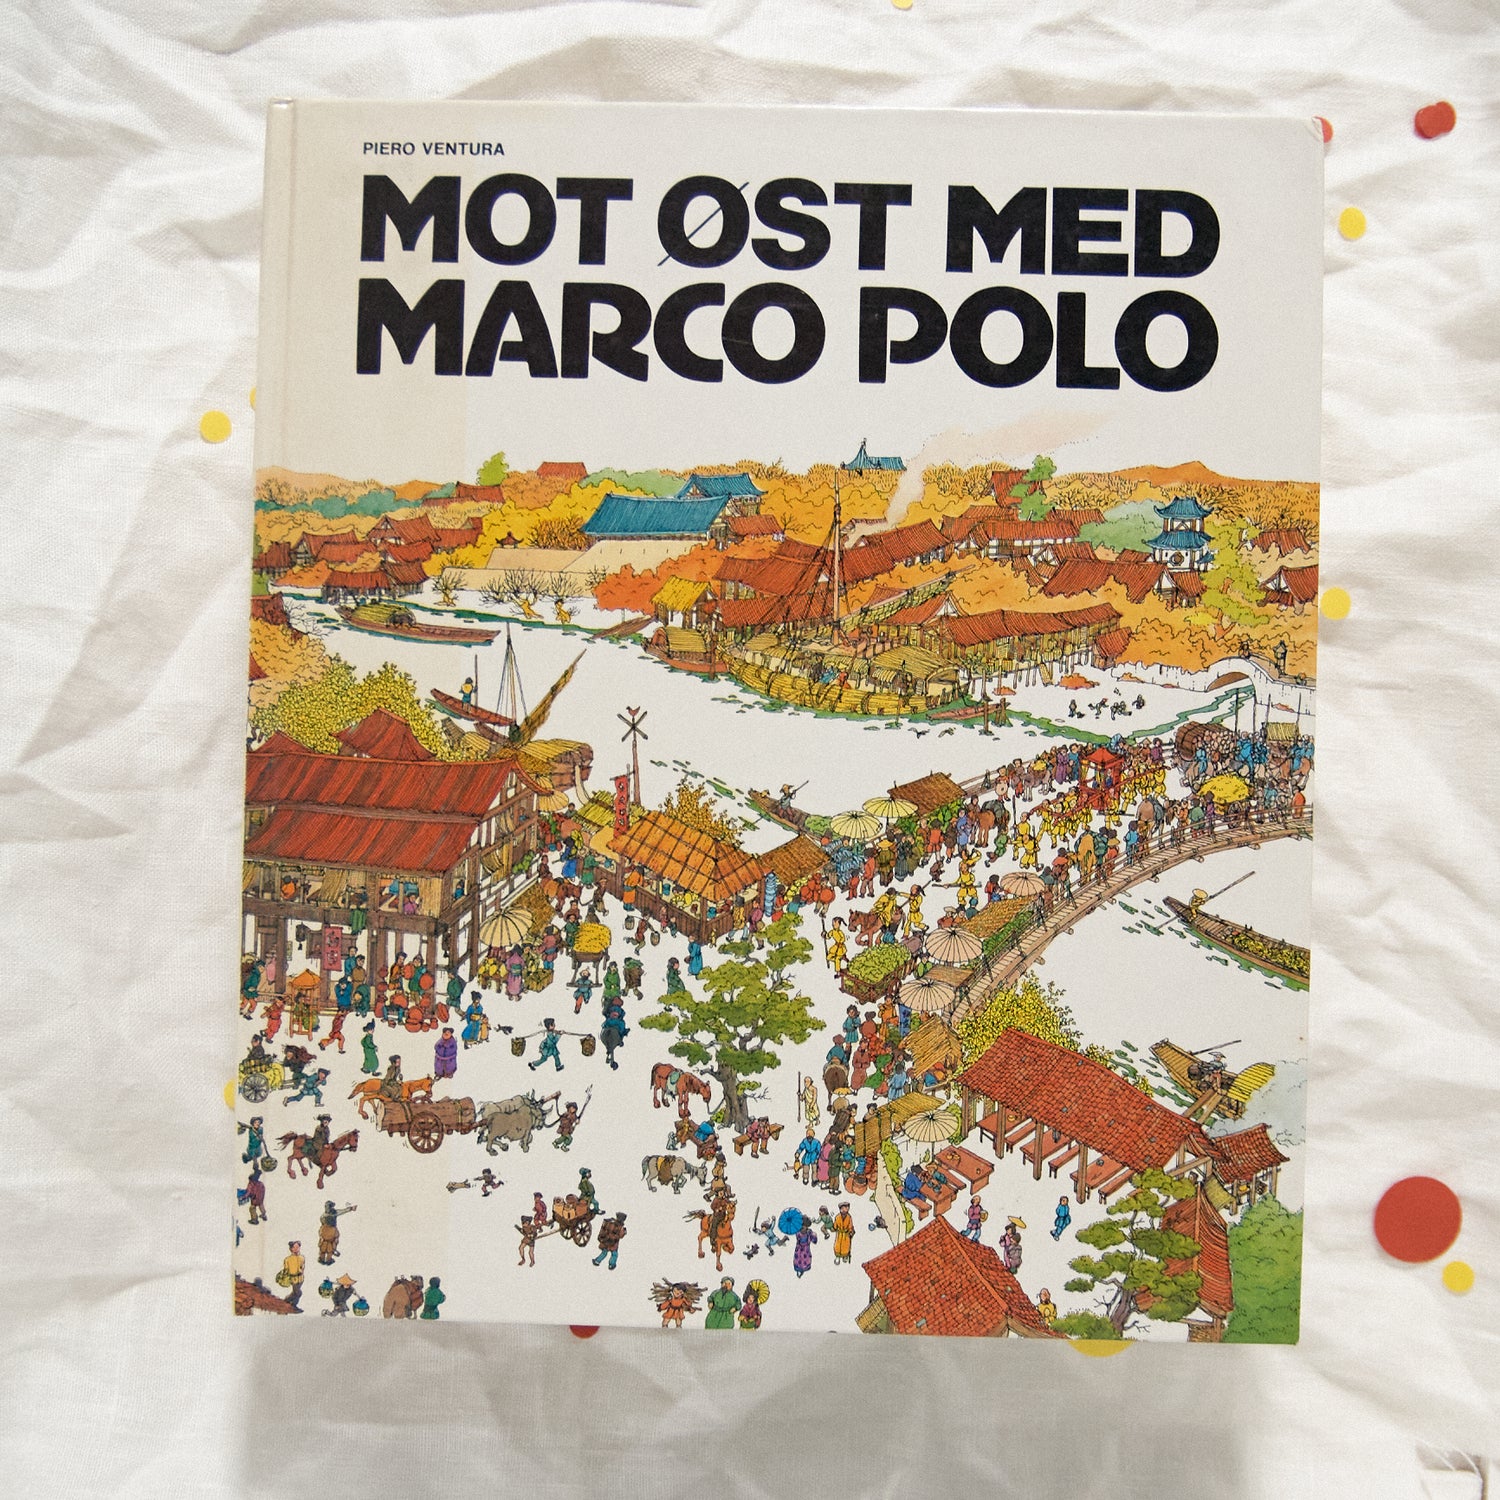 PIERO VENTURA
MOT ØST MED
MARCO POLO